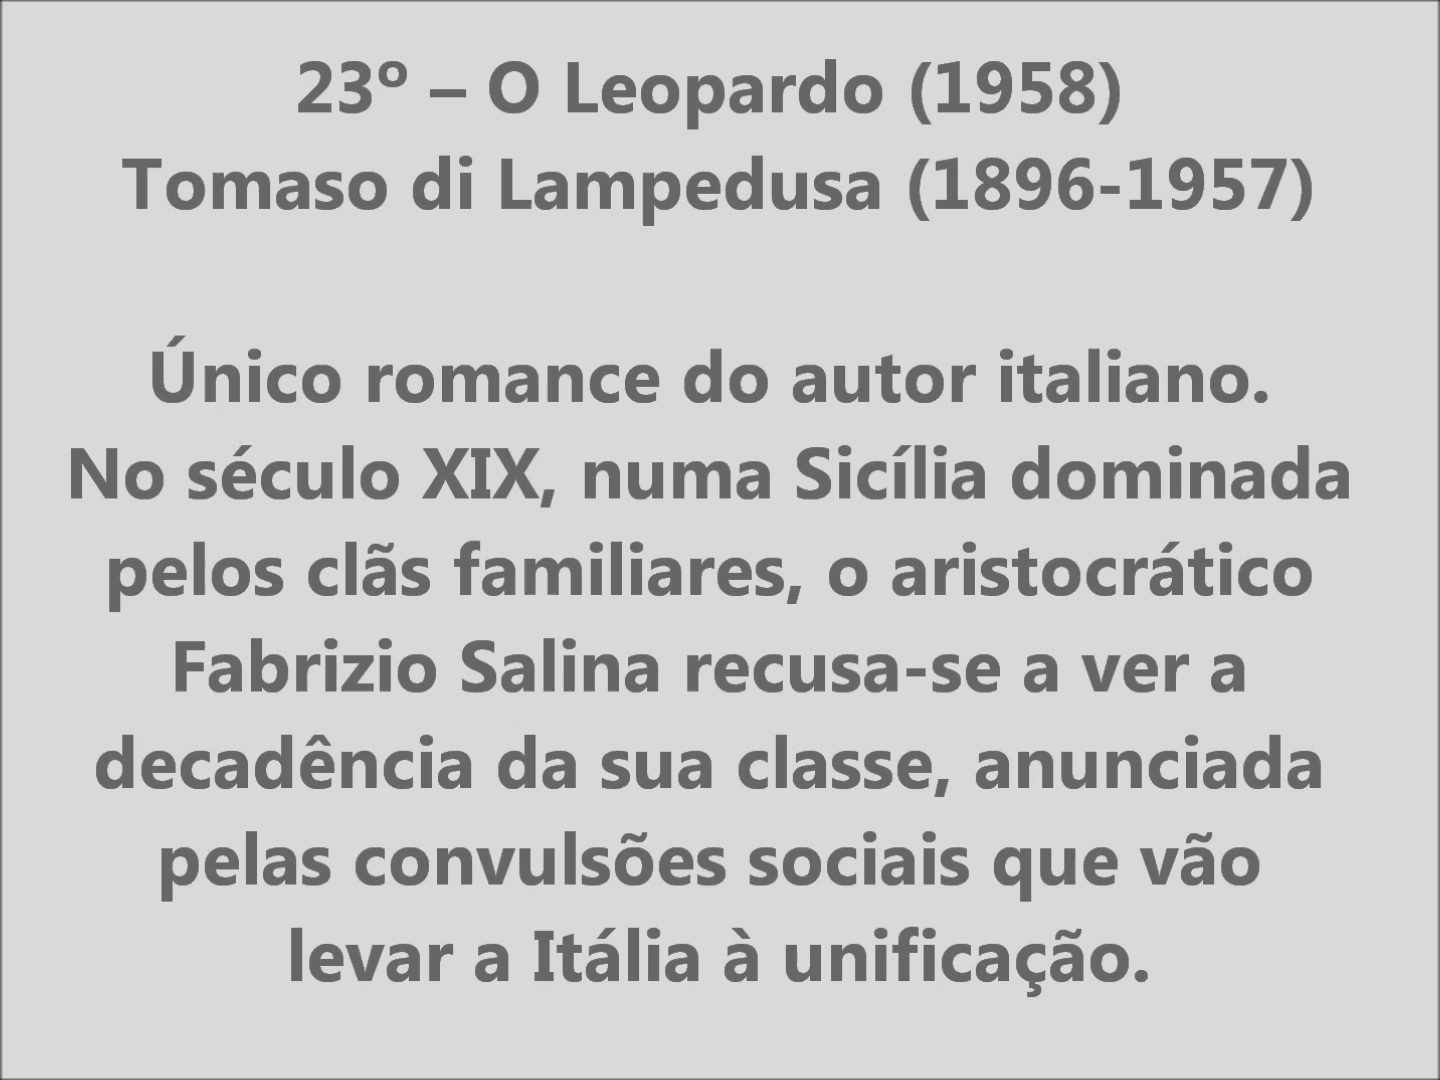 23º – O Leopardo (1958)
Tomaso di Lampedusa (1896-1957)
Único romance do autor italiano.
No século XIX, numa Sicília dominada
pelos clãs familiares, o aristocrático
Fabrizio Salina recusa-se a ver a
decadência da sua classe, anunciada
pelas convulsões sociais que vão
levar a Itália à unificação.